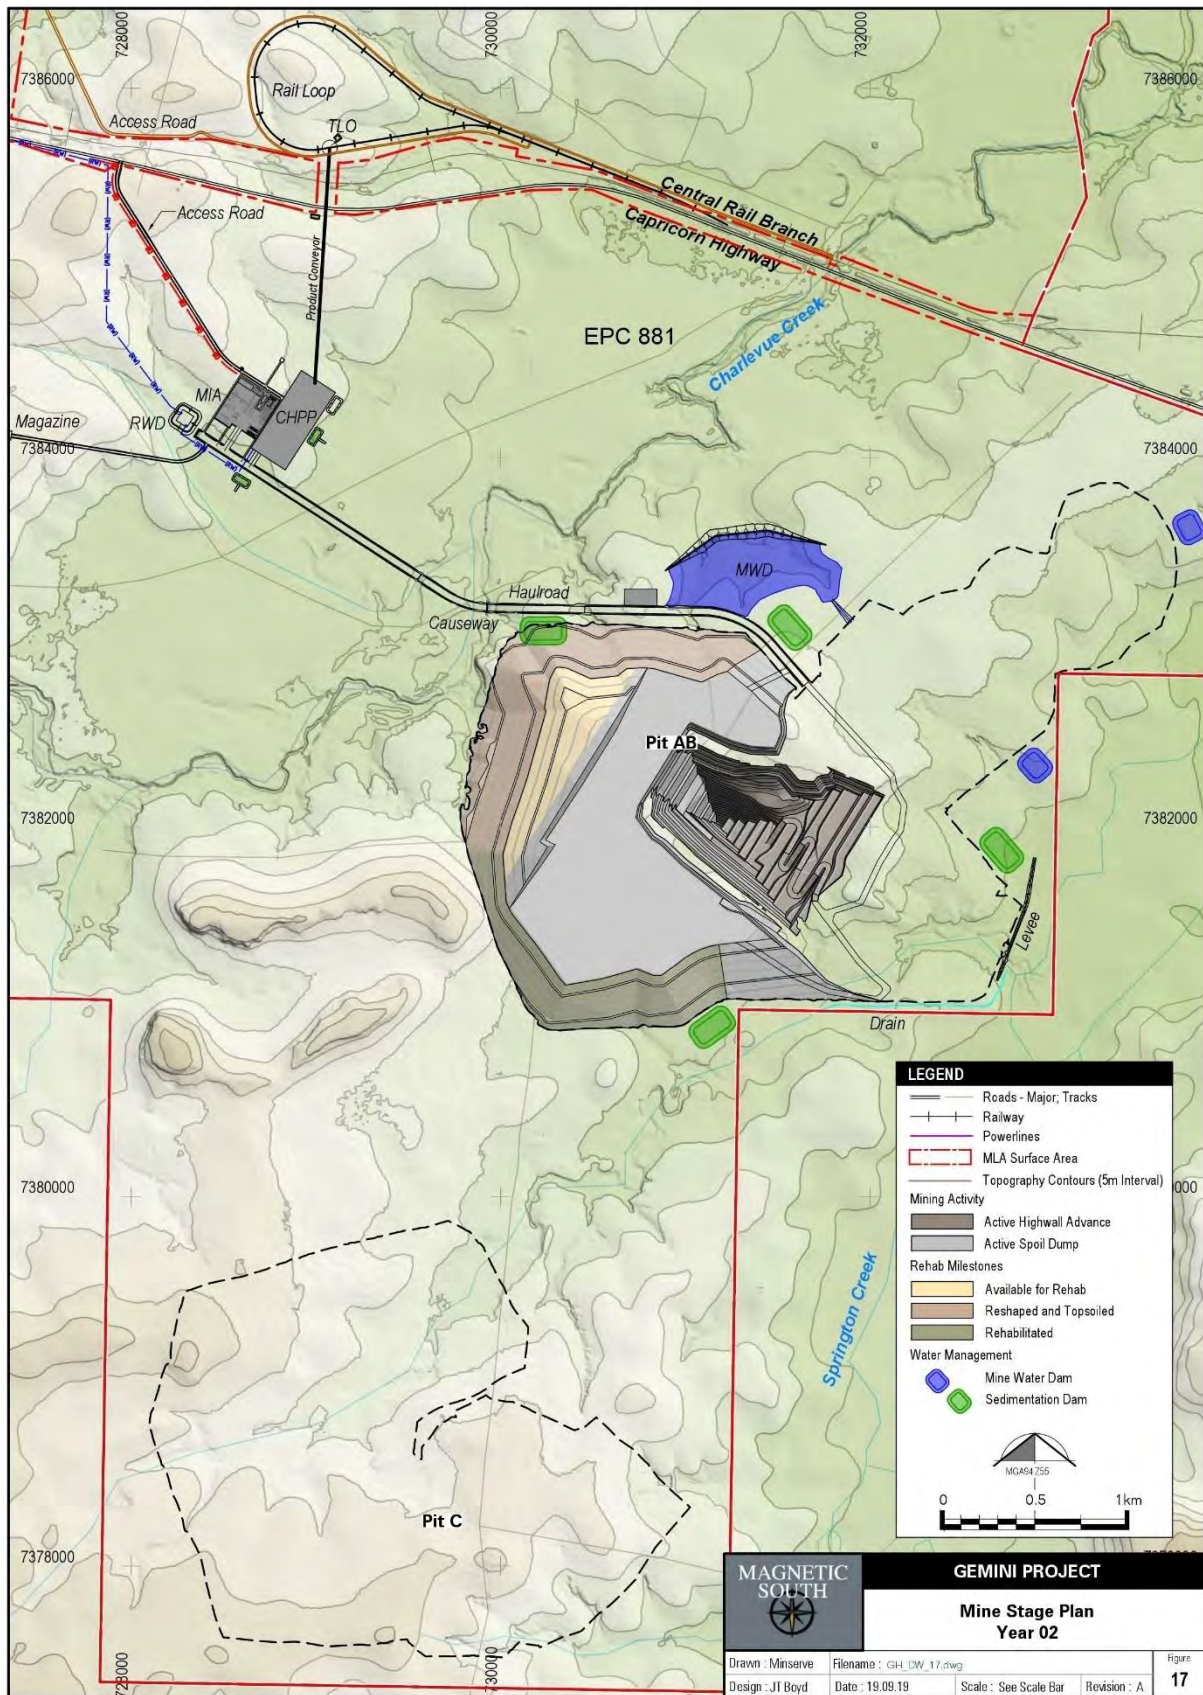 728000
730000
732000
7386000
7386000
Rail Loop
Access Road
TLO
Access Road
Product Conveyor
Central Rail Branch
Capricorn Highway
EPC 881
Charlevue Creek
MIA
CHPP
RWD
Magazine
7384000
7384000
MWD
Haulroad
Causeway
Pit AB
7382000
7382000
Levee
Drain
LEGEND
Roads - Major; Tracks
Railway
Powerlines
MLA Surface Area
Topography Contours (5m Interval)
Mining Activity
Active Highwall Advance
Active Spoil Dump
Rehab Milestones
Available for Rehab
Reshaped and Topsoiled
Rehabilitated
Water Management
Mine Water Dam
Sedimentation Dam
MGA94 Z55
0 0.5 1km
7380000
Springton Creek
Pit C
7378000
728000
730000
MAGNETIC
SOUTH
GEMINI PROJECT
Mine Stage Plan
Year 02
Drawn : Minserve
Filename : GH_DW_17.dwg
Design : JT Boyd
Date : 19.09.19
Scale : See Scale Bar
Revision : A
Figure
17